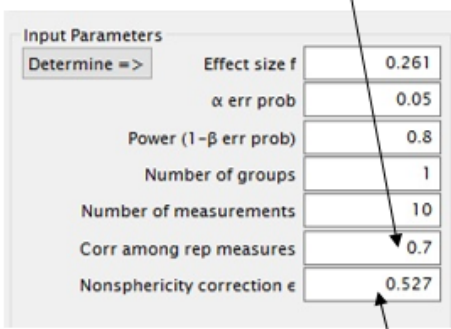 Input Parameters
Determine => Effect size f 0.261
α err prob 0.05
Power (1-β err prob) 0.8
Number of groups 1
Number of measurements 10
Corr among rep measures 0.7
Nonsphericity correction ϵ 0.527